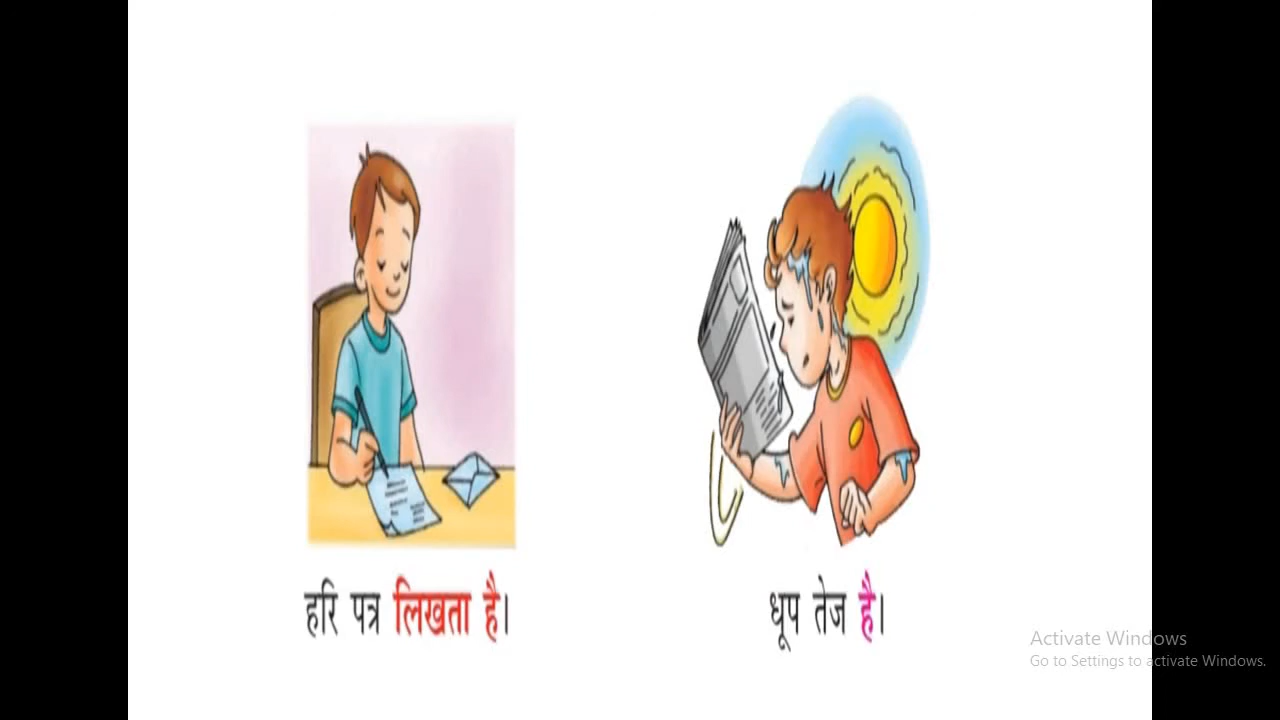 हरि पत्र लिखता है।
धूप तेज है।
Activate Windows
Go to Settings to activate Windows.